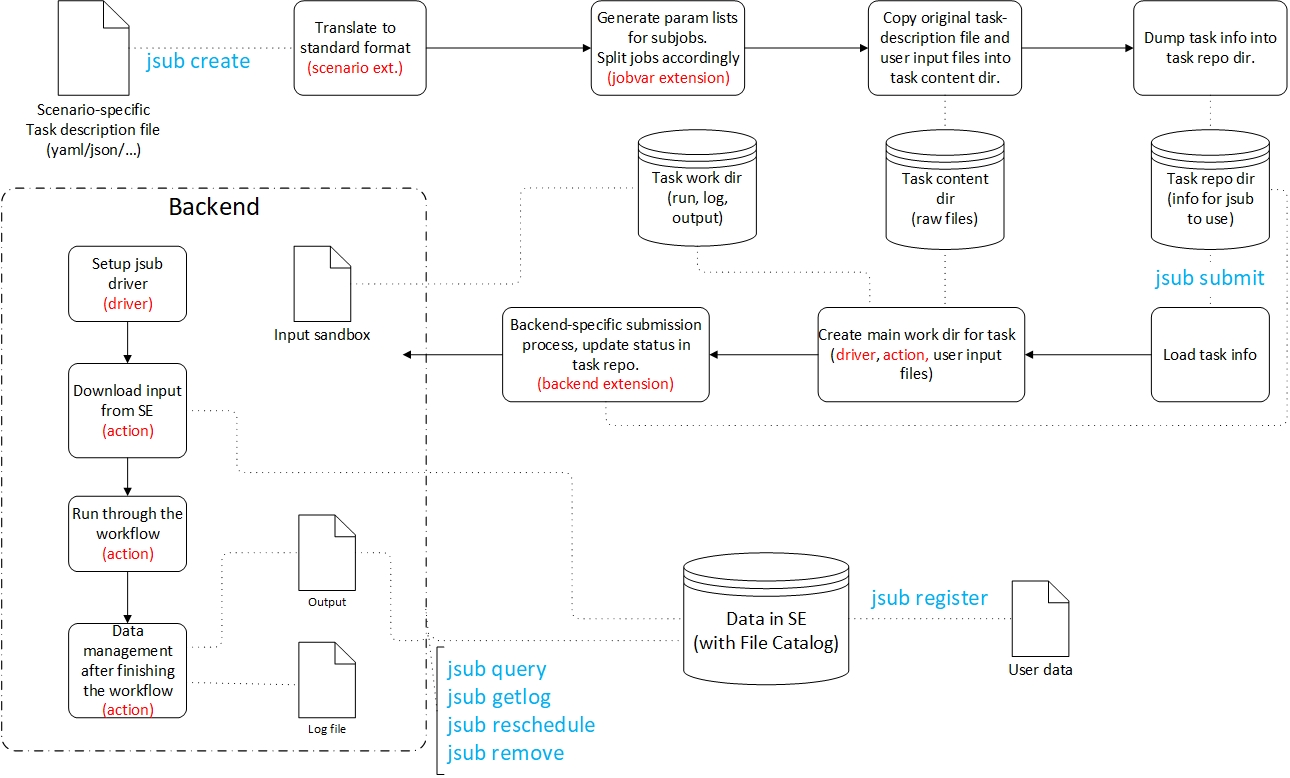 jsub create
Scenario-specific
Task description file
(yaml/json/...)
Translate to
standard format
(scenario ext.)
Generate param lists
for subjobs.
Split jobs accordingly
(jobvar extension)
Copy original task-
description file and
user input files into
task content dir.
Dump task info into
task repo dir.
Task work dir
(run, log,
output)
Task content
dir
(raw files)
Task repo dir
(info for jsub
to use)
jsub submit
Backend
Setup jsub
driver
(driver)
Input sandbox
Backend-specific submission
process, update status in
task repo.
(backend extension)
Create main work dir for task
(driver, action, user input
files)
Load task info
Download input
from SE
(action)
Run through the
workflow
(action)
Data
management
after finishing
the workflow
(action)
Output
Log file
Data in SE
(with File Catalog)
jsub register
User data
jsub query
jsub getlog
jsub reschedule
jsub remove